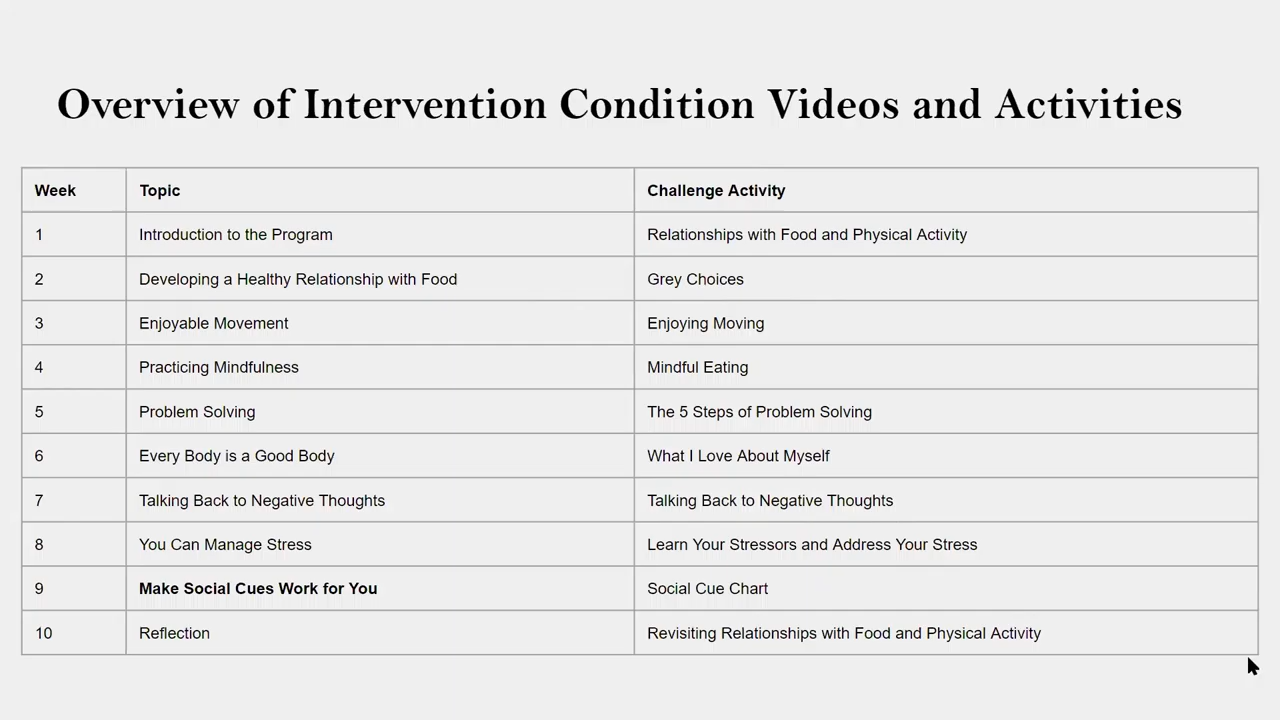 Overview of Intervention Condition Videos and Activities
Week Topic Challenge Activity
1 Introduction to the Program Relationships with Food and Physical Activity
2 Developing a Healthy Relationship with Food Grey Choices
3 Enjoyable Movement Enjoying Moving
4 Practicing Mindfulness Mindful Eating
5 Problem Solving The 5 Steps of Problem Solving
6 Every Body is a Good Body What I Love About Myself
7 Talking Back to Negative Thoughts Talking Back to Negative Thoughts
8 You Can Manage Stress Learn Your Stressors and Address Your Stress
9 Make Social Cues Work for You Social Cue Chart
10 Reflection Revisiting Relationships with Food and Physical Activity